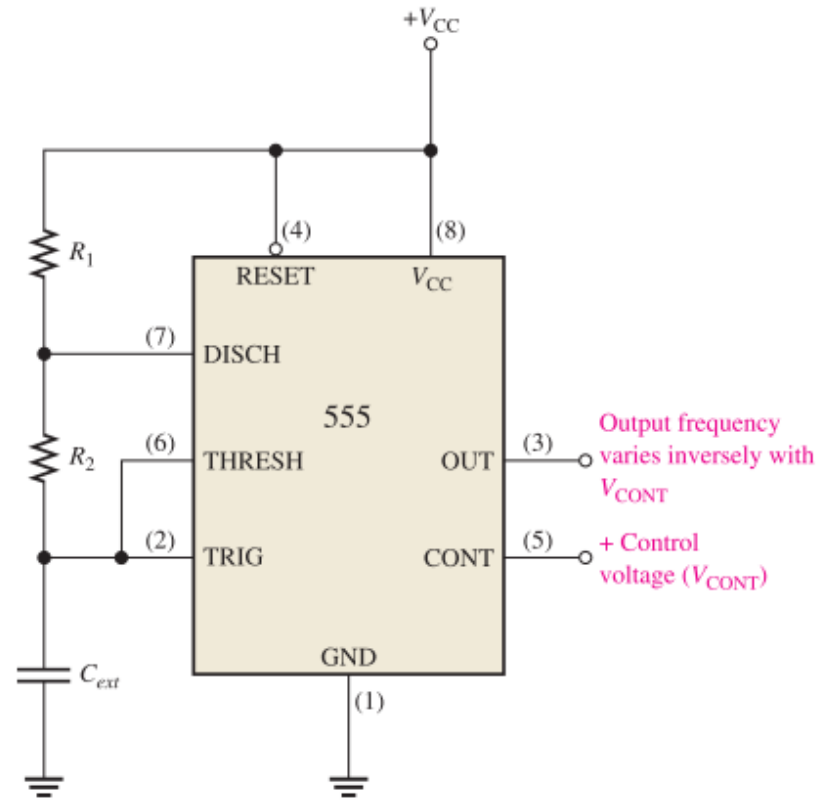 +VCC
(4)
(8)
R1
RESET
VCC
(7)
DISCH
555
(6)
THRESH
R2
OUT
(3)
Output frequency
varies inversely with
VCONT
(2)
TRIG
CONT
(5)
+ Control
voltage (VCONT)
GND
Cext
(1)